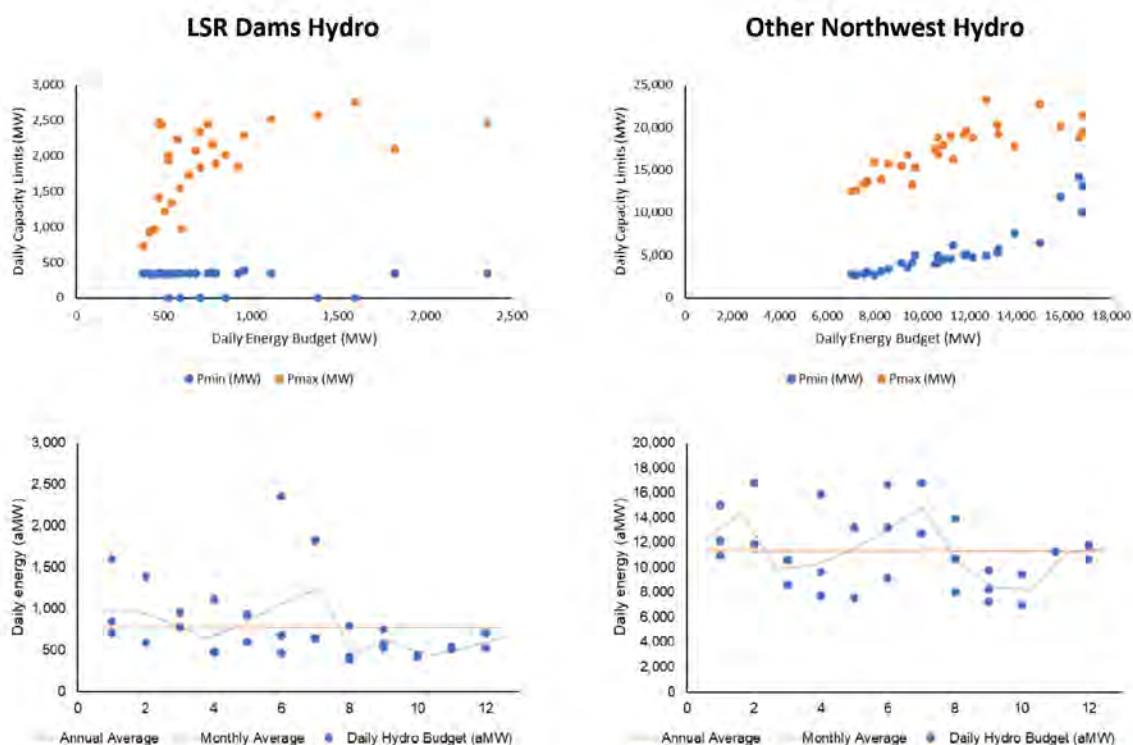 LSR Dams Hydro
Other Northwest Hydro
Daily Capacity Limits (MW)
3,000
2,500
2,000
1,500
1,000
500
0
500
1,000
1,500
2,000
2,500
Daily Energy Budget (MW)
Pmin (MW) Pmax (MW)
Daily Capacity Limits (MW)
25,000
20,000
15,000
10,000
5,000
0
0 2,000 4,000 6,000 8,000 10,000 12,000 14,000 16,000 18,000
Daily Energy Budget (MW)
Pmin (MW) Pmax (MW)
Daily energy (aMW)
3,000
2,500
2,000
1,500
1,000
500
0
0 2 4 6 8 10 12
Annual Average Monthly Average Daily Hydro Budget (aMW)
Daily energy (aMW)
20,000
18,000
16,000
14,000
12,000
10,000
8,000
6,000
4,000
2,000
0
0 2 4 6 8 10 12
Annual Average Monthly Average Daily Hydro Budget (aMW)